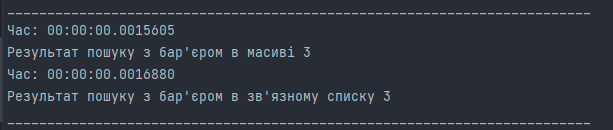 Час: 00:00:00.0015605
Результат пошуку з бар'єром в масиві 3
Час: 00:00:00.0016880
Результат пошуку з бар'єром в зв'язному списку 3